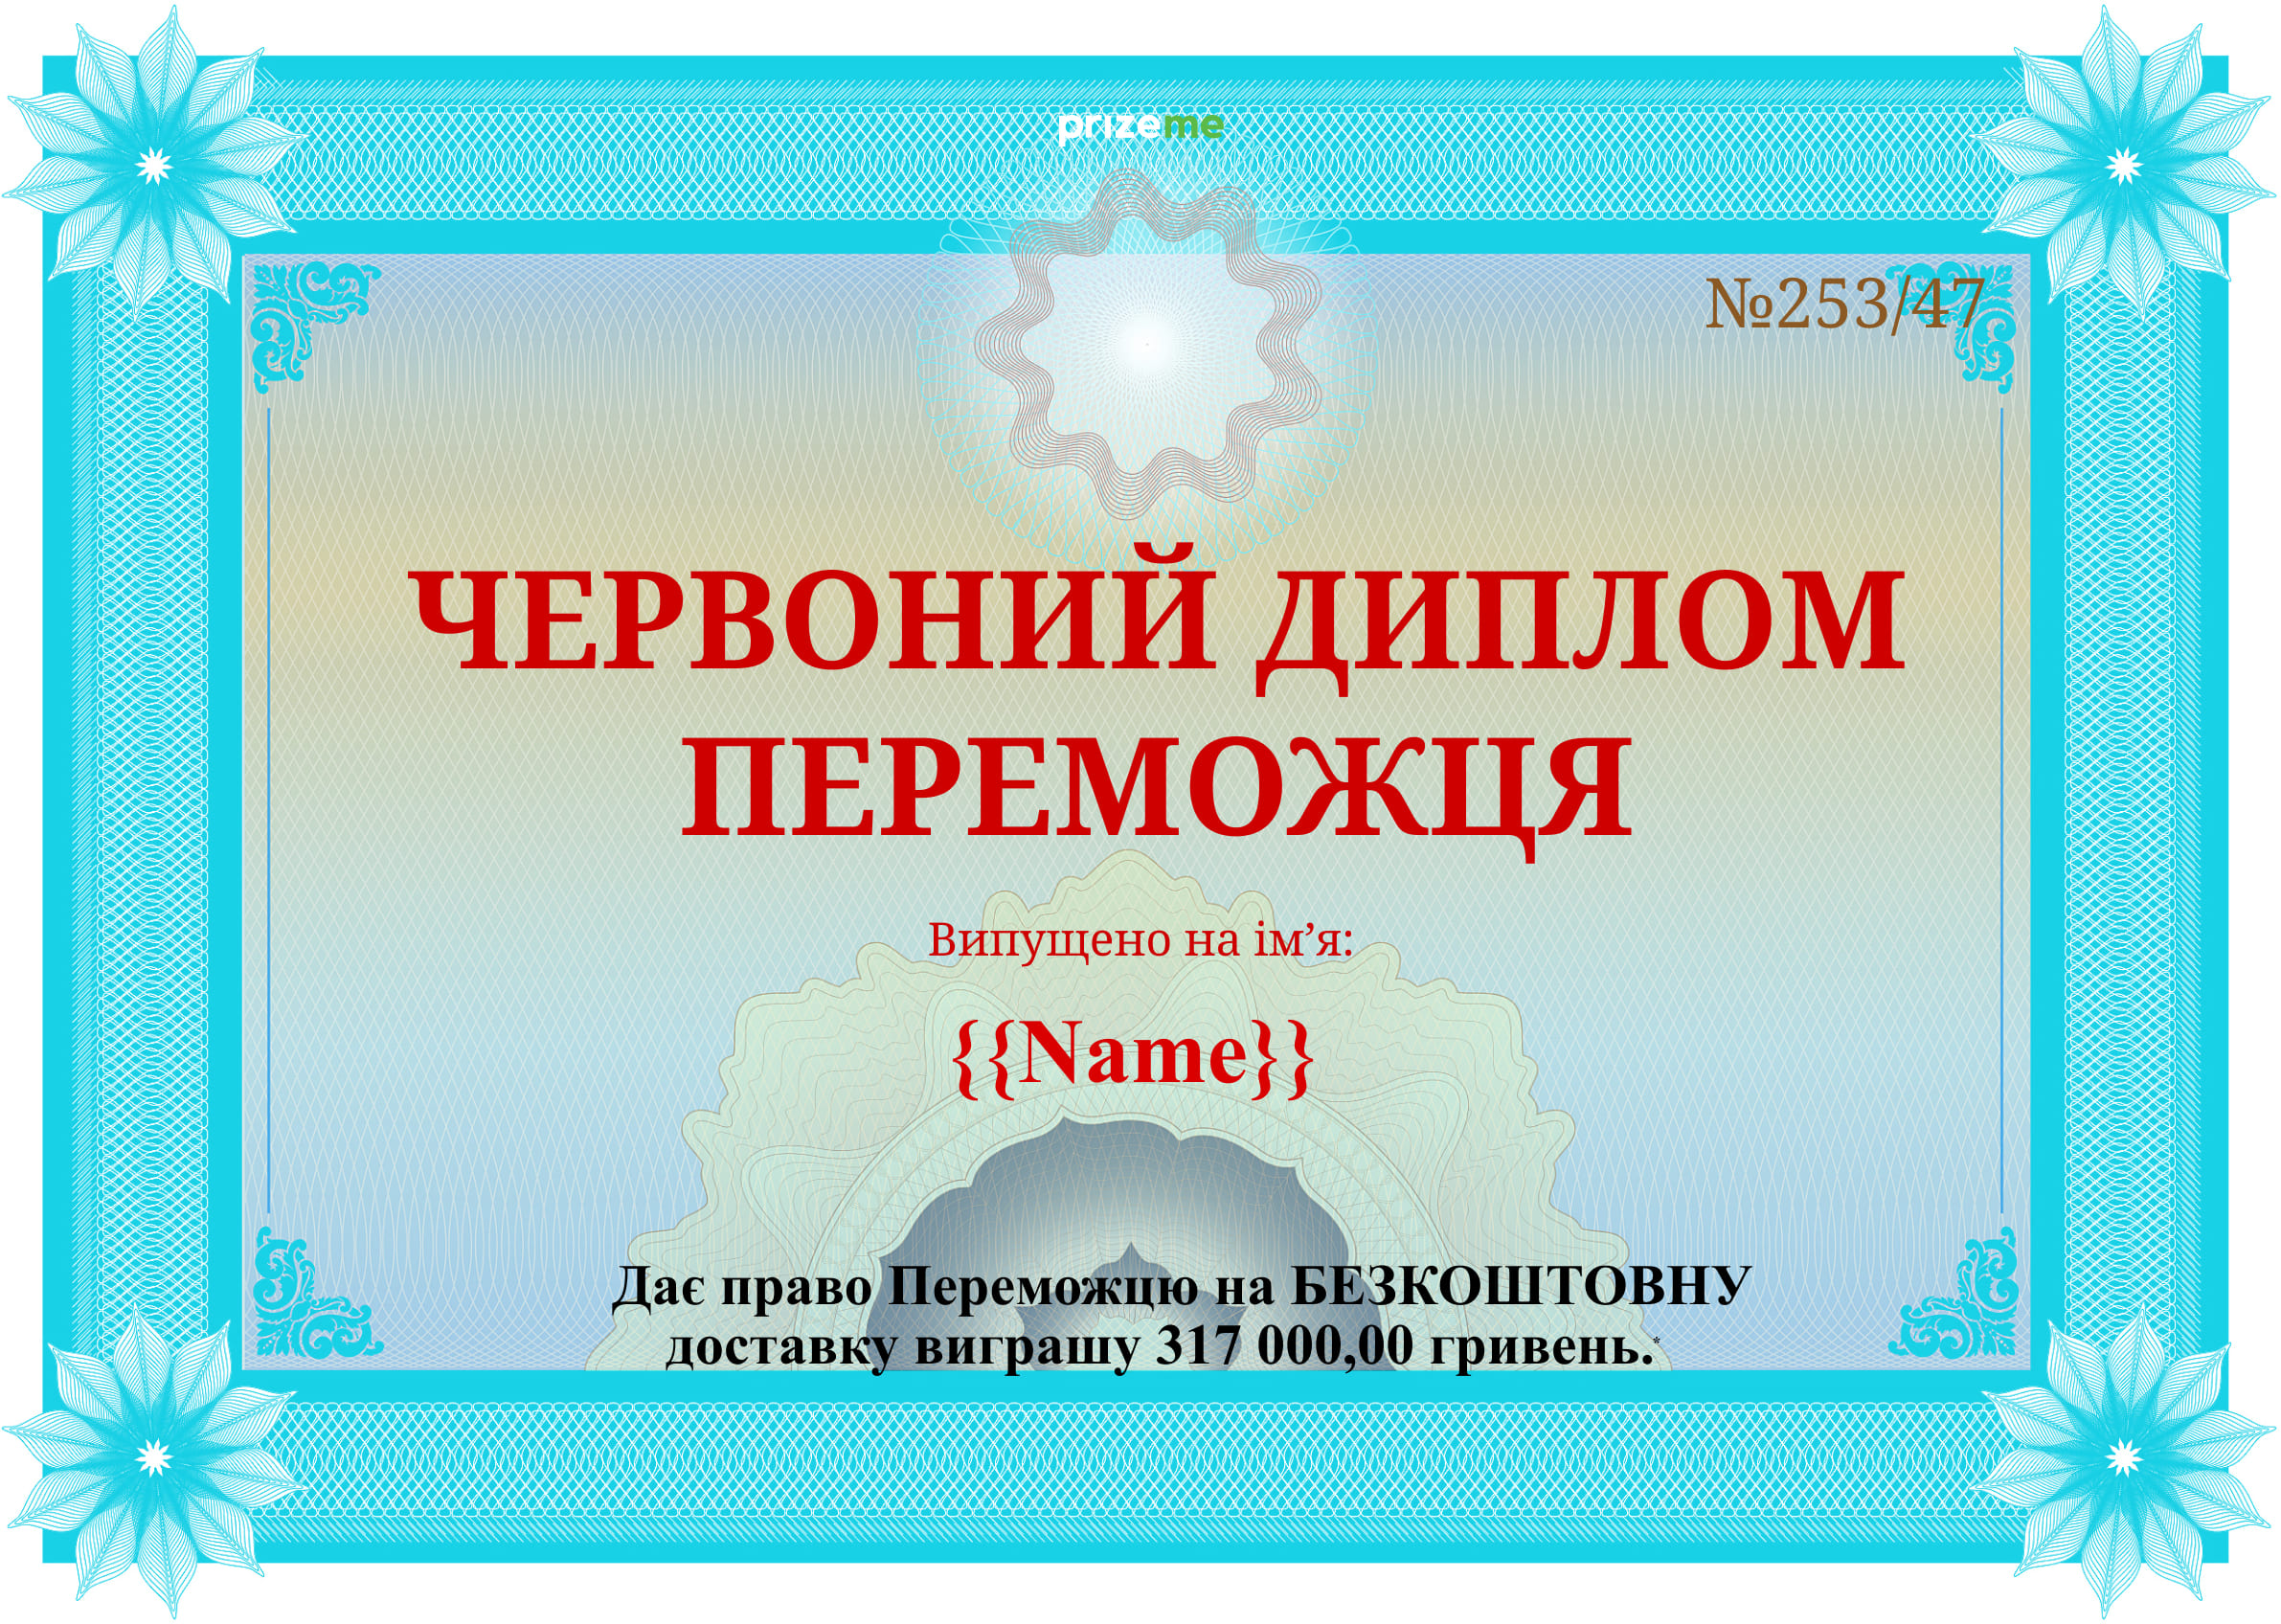 prizeme
№253/47
ЧЕРВОНИЙ ДИПЛОМ
ПЕРЕМОЖЦЯ
Випущено на ім’я:
{{Name}}
Дає право Переможцю на БЕЗКОШТОВНУ
доставку виграшу 317 000,00 гривень.*